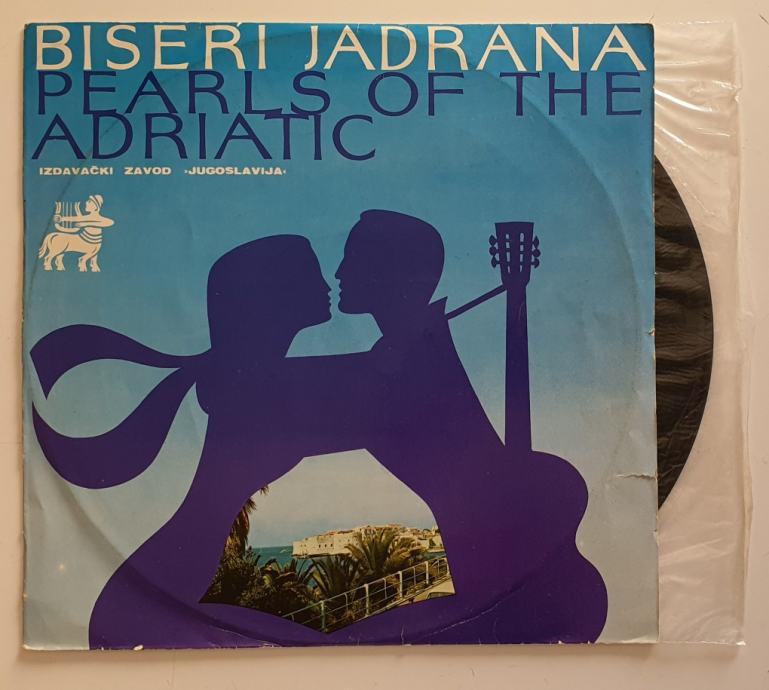 BISERI JADRANA
PEARLS OF THE
ADRIATIC
IZDAVAČKI ZAVOD ›JUGOSLAVIJA‹